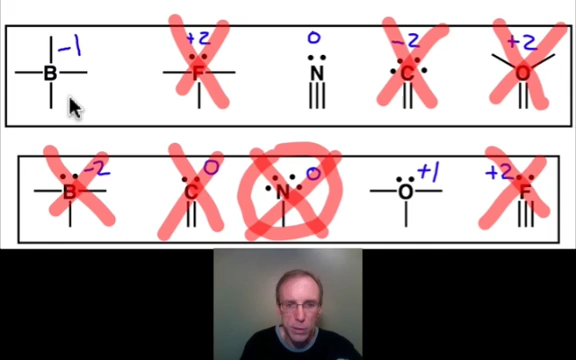 -1 +2 0 -2 +2
B F N C O
-2 0 0 +1 +2
B C N O F